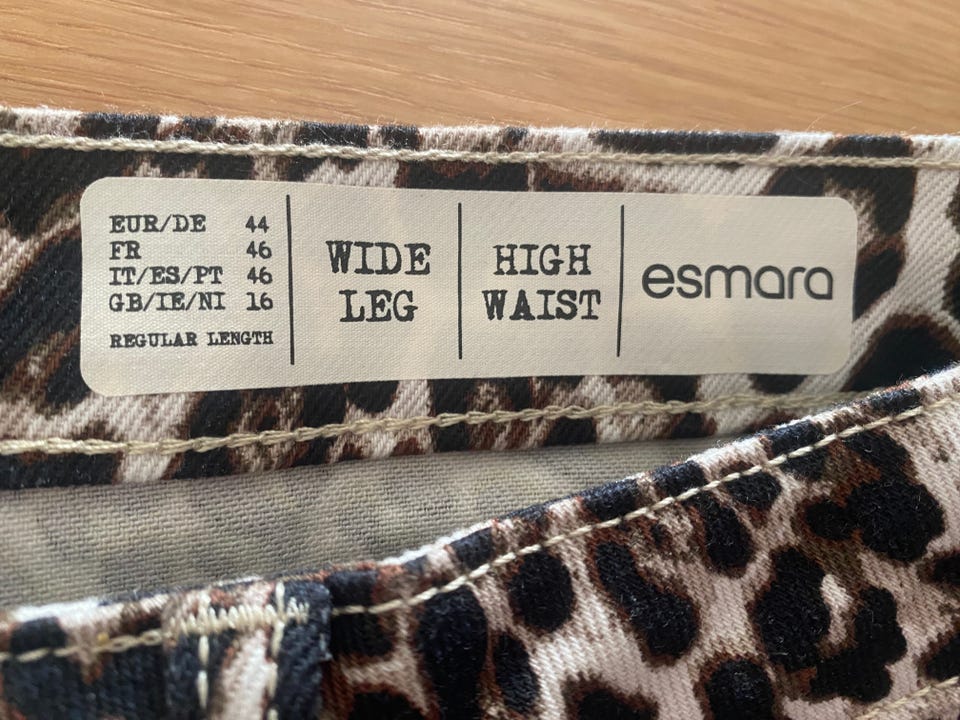 EUR/DE 44
FR 46
IT/ES/PT 46
GB/IE/NI 16
REGULAR LENGTH
WIDE
LEG
HIGH
WAIST
esmara